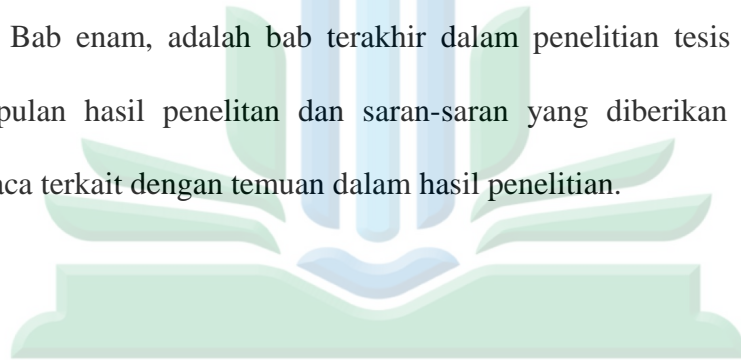 Bab enam, adalah bab terakhir dalam penelitian tesis
pulan hasil penelitan dan saran-saran yang diberikan
aca terkait dengan temuan dalam hasil penelitian.